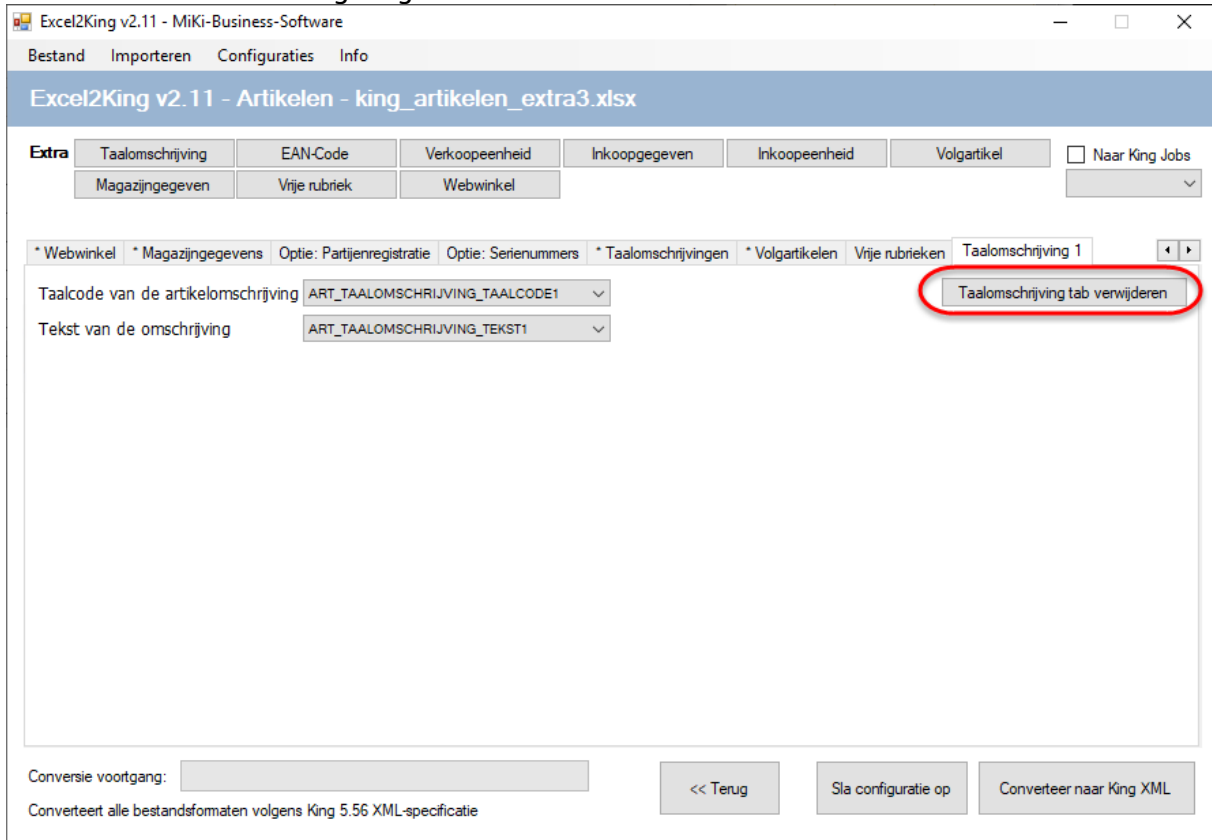 Excel2King v2.11 - MiKi-Business-Software
Bestand Importeren Configuraties Info
Excel2King v2.11 - Artikelen - king_artikelen_extra3.xlsx
Extra Taalomschrijving EAN-Code Verkoopeenheid Inkoopgegeven Inkoopeenheid Volgartikel Naar King Jobs
Magazijngegeven Vrije rubriek Webwinkel
* Webwinkel * Magazijngegevens Optie: Partijenregistratie Optie: Serienummers * Taalomschrijvingen * Volgartikelen Vrije rubrieken Taalomschrijving 1
Taalcode van de artikelomschrijving ART_TAALOMSCHRIJVING_TAALCODE1 Taalomschrijving tab verwijderen
Tekst van de omschrijving ART_TAALOMSCHRIJVING_TEKST1
Conversie voortgang: << Terug Sla configuratie op Converteer naar King XML
Converteert alle bestandsformaten volgens King 5.56 XML-specificatie